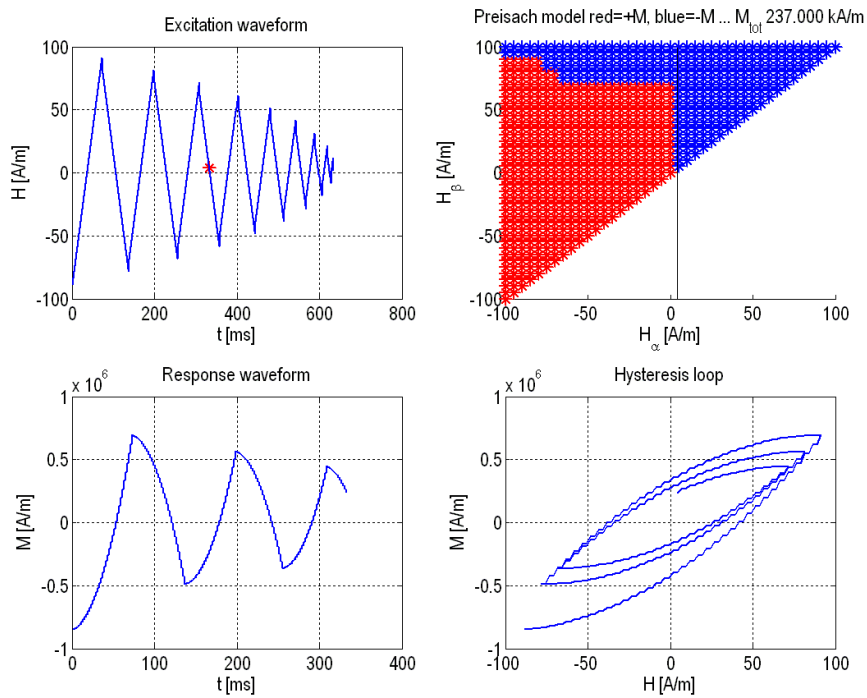 Excitation waveform
100
50
0
-50
-100
H [A/m]
0
200
400
600
800
t [ms]
Preisach model red=+M, blue=-M ... M_tot 237.000 kA/m
100
50
0
-50
-100
H_β [A/m]
-100
-50
0
50
100
H_α [A/m]
Response waveform
x 10^6
1
0.5
0
-0.5
-1
M [A/m]
0
100
200
300
400
t [ms]
Hysteresis loop
x 10^6
1
0.5
0
-0.5
-1
M [A/m]
-100
-50
0
50
100
H [A/m]